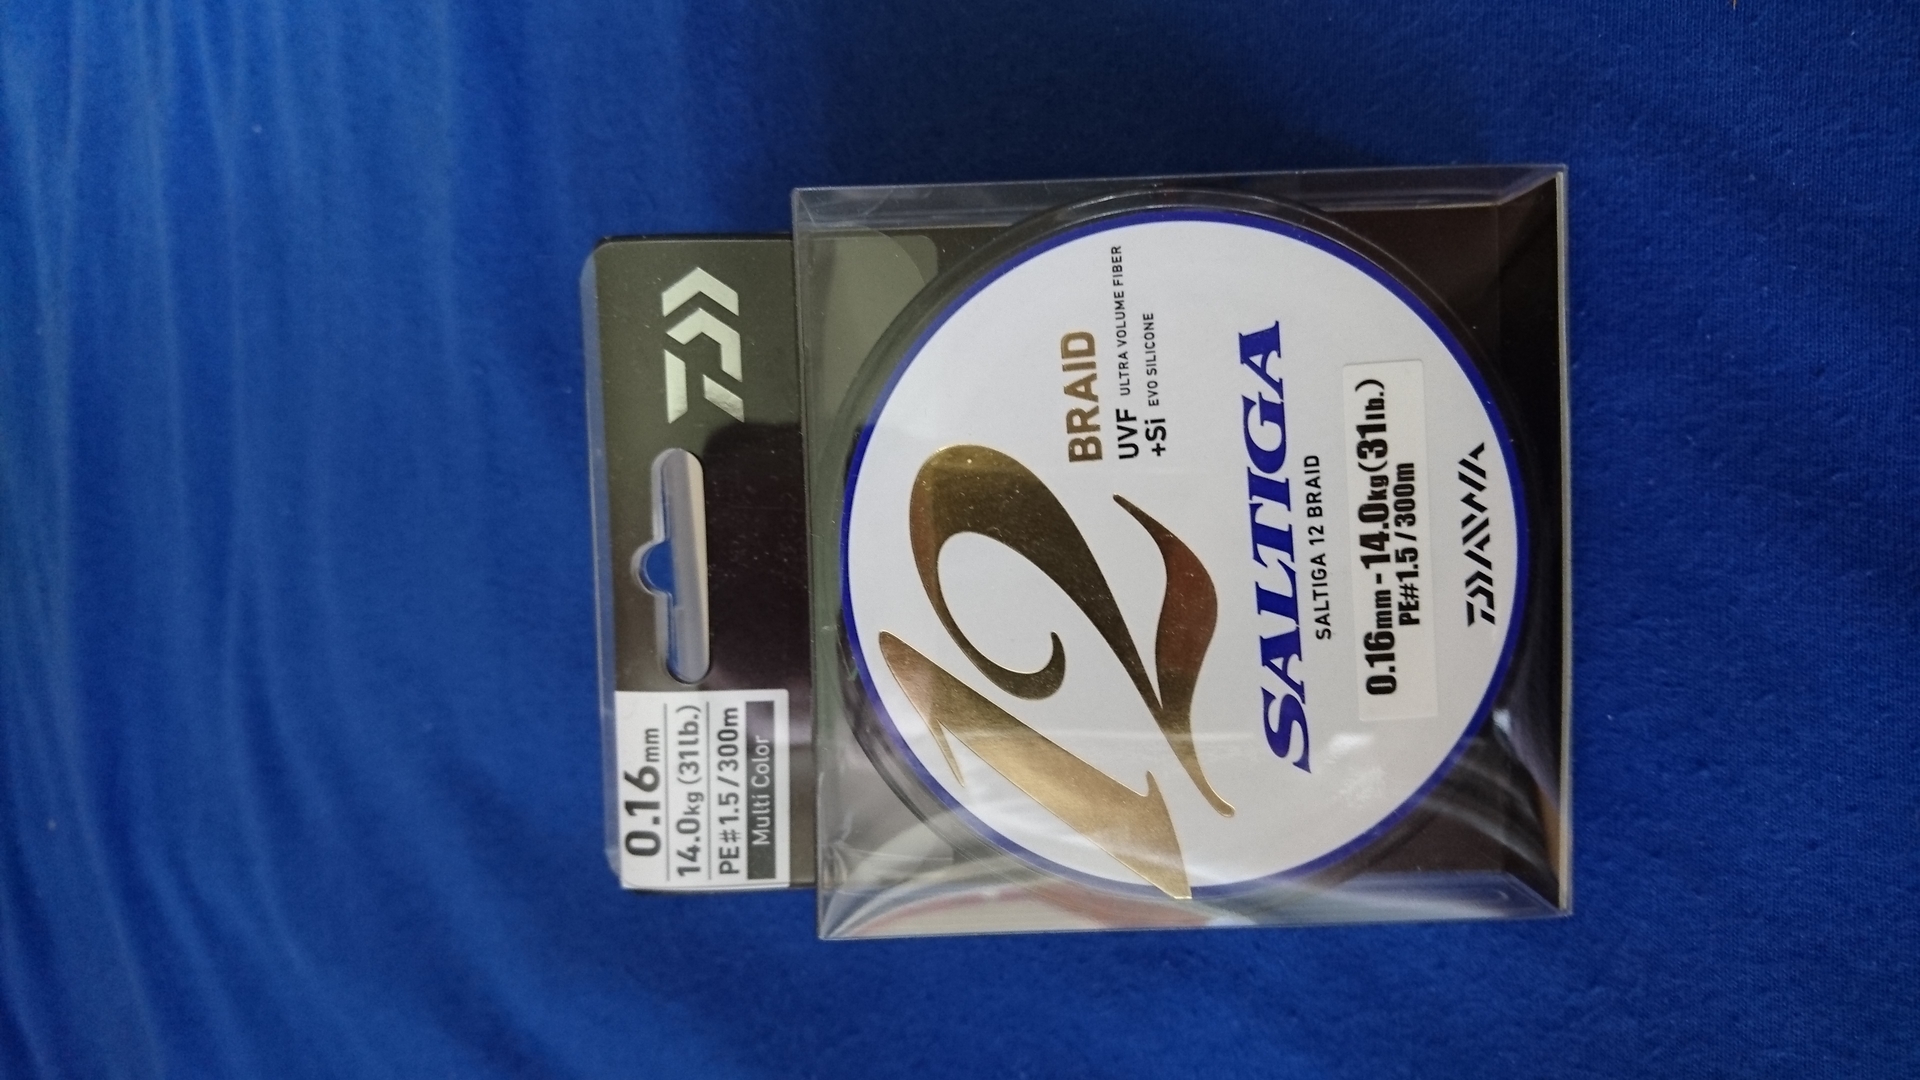 0.16mm
14.0kg (31lb.)
PE#1.5/300m
Multi Color
12
BRAID
UVF ULTRA VOLUME FIBER
+Si EVO SILICONE
SALTIGA
SALTIGA 12 BRAID
0.16mm-14.0kg(31lb.)
PE#1.5/300m
DAIWA